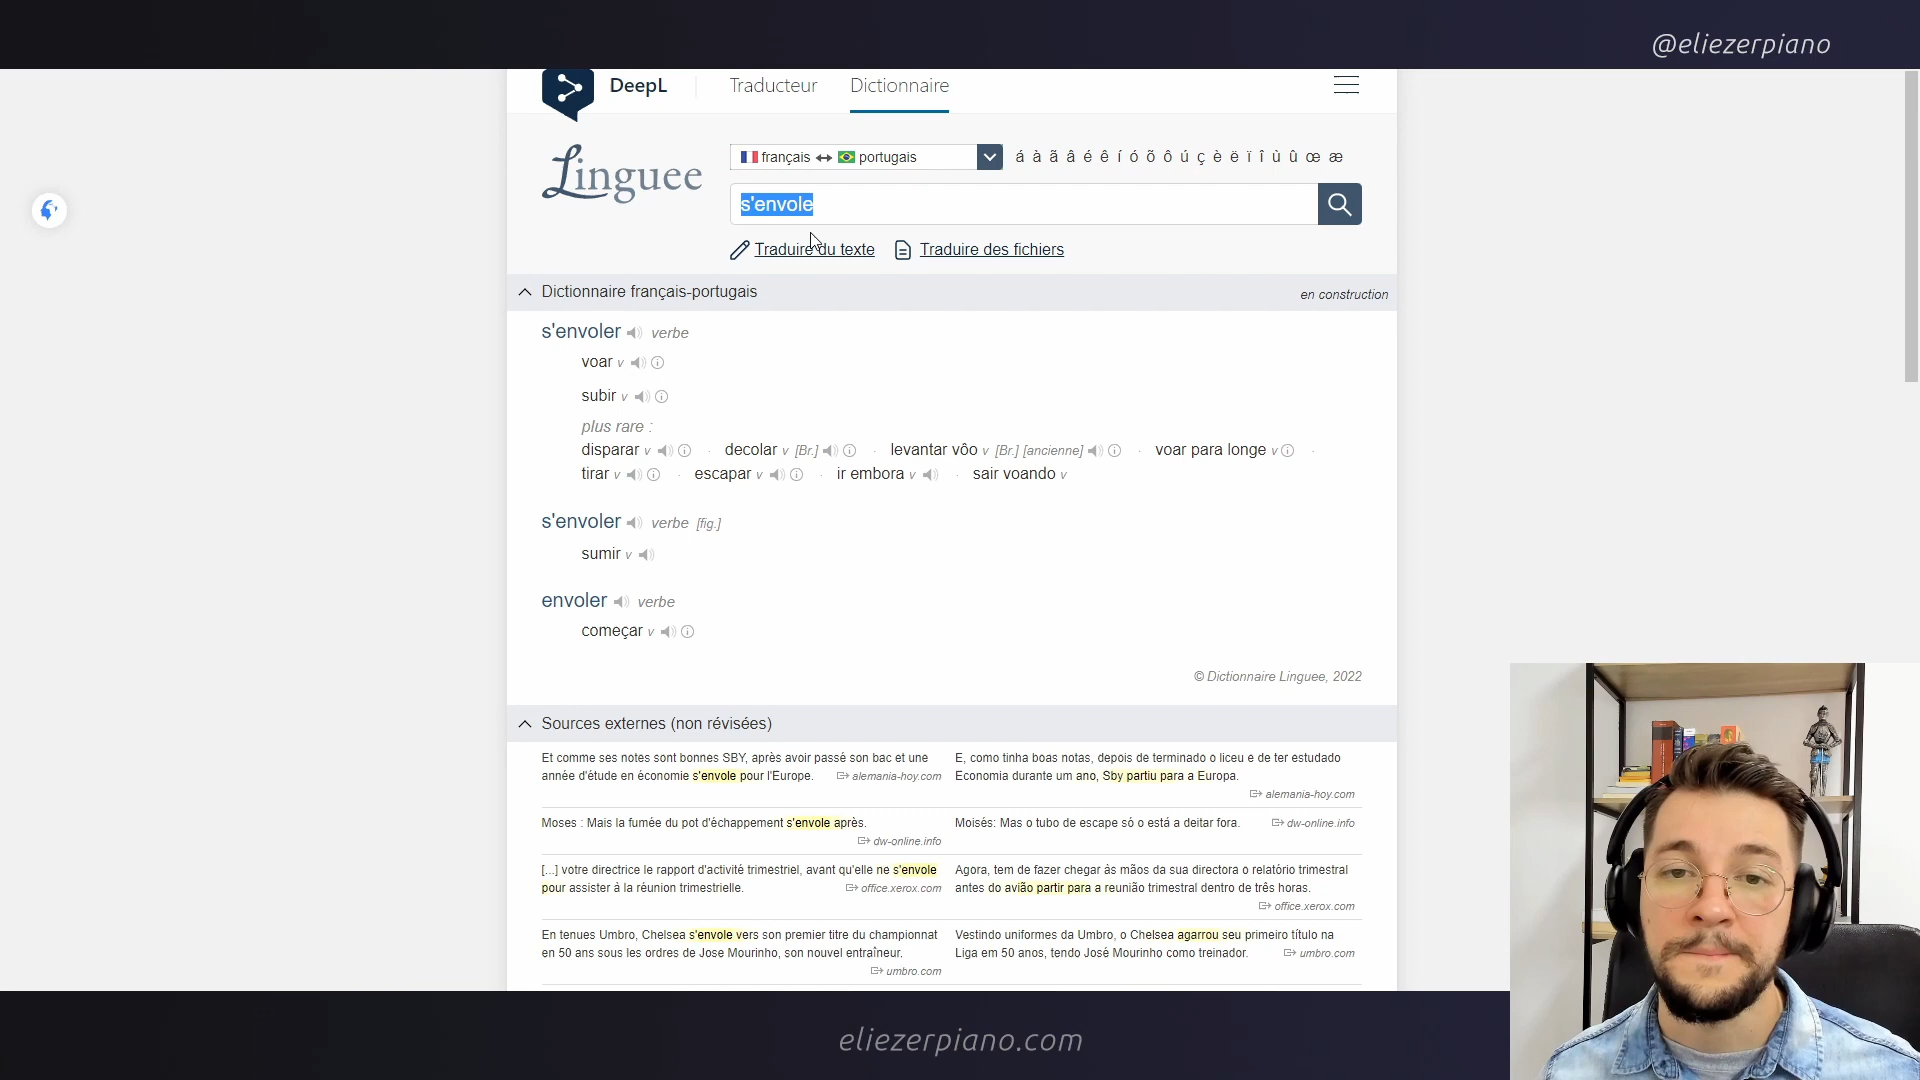 @eliezerpiano
DeepL
Traducteur
Dictionnaire
Linguee
français ↔ portugais
á à ã â é ê í ó õ ô ú ç è ë ï î ù û œ æ
s'envole
Traduire du texte
Traduire des fichiers
Dictionnaire français-portugais
en construction
s'envoler verbe
voar v
subir v
plus rare :
disparar v · decolar v [Br.] · levantar vôo v [Br.] [ancienne] · voar para longe v ·
tirar v · escapar v · ir embora v · sair voando v
s'envoler verbe [fig.]
sumir v
envoler verbe
começar v
© Dictionnaire Linguee, 2022
Sources externes (non révisées)
Et comme ses notes sont bonnes SBY, après avoir passé son bac et une
année d'étude en économie s'envole pour l'Europe.
alemania-hoy.com
E, como tinha boas notas, depois de terminado o liceu e de ter estudado
Economia durante um ano, Sby partiu para a Europa.
alemania-hoy.com
Moses : Mais la fumée du pot d'échappement s'envole après.
dw-online.info
Moisés: Mas o tubo de escape só o está a deitar fora.
dw-online.info
[...] votre directrice le rapport d'activité trimestriel, avant qu'elle ne s'envole
pour assister à la réunion trimestrielle.
office.xerox.com
Agora, tem de fazer chegar às mãos da sua directora o relatório trimestral
antes do avião partir para a reunião trimestral dentro de três horas.
office.xerox.com
En tenues Umbro, Chelsea s'envole vers son premier titre du championnat
en 50 ans sous les ordres de Jose Mourinho, son nouvel entraîneur.
umbro.com
Vestindo uniformes da Umbro, o Chelsea agarrou seu primeiro título na
Liga em 50 anos, tendo José Mourinho como treinador.
umbro.com
eliezerpiano.com